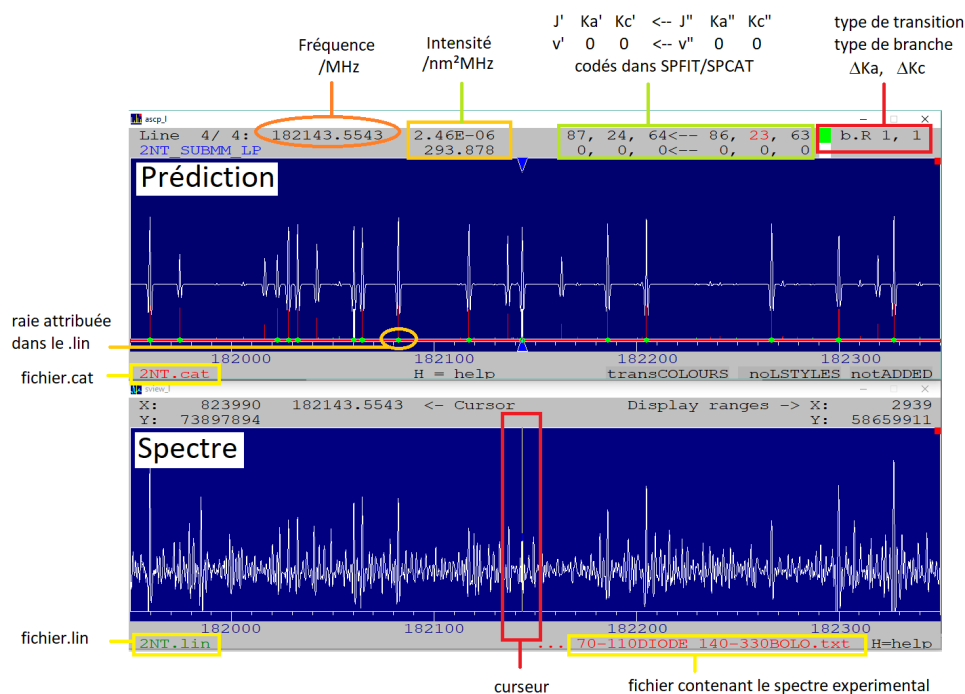 J' Ka' Kc' <-- J" Ka" Kc"
v' 0 0 <-- v" 0 0
codés dans SPFIT/SPCAT
type de transition
type de branche
ΔKa, ΔKc
Fréquence
/MHz
Intensité
/nm²MHz
ascp_l
Line 4/ 4: 182143.5543 2.46E-06 87, 24, 64<-- 86, 23, 63 b.R 1, 1
2NT_SUBMM_LP 293.878 0, 0, 0<-- 0, 0, 0
Prédiction
raie attribuée
dans le .lin
182000 182100 182200 182300
fichier.cat
2NT.cat H = help transCOLOURS noLSTYLES notADDED
sview_l
X: 823990 182143.5543 <- Cursor Display ranges -> X: 2939
Y: 73897894 Y: 58659911
Spectre
182000 182100 182200 182300
fichier.lin
2NT.lin ... 70-110DIODE 140-330BOLO.txt H=help
curseur
fichier contenant le spectre experimental